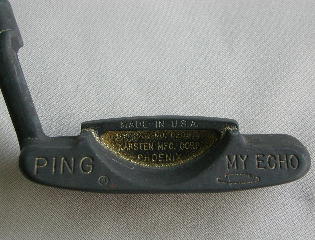 MADE IN U.S.A.
KARSTEN MFG. CORP.
PHOENIX
PING
MY ECHO